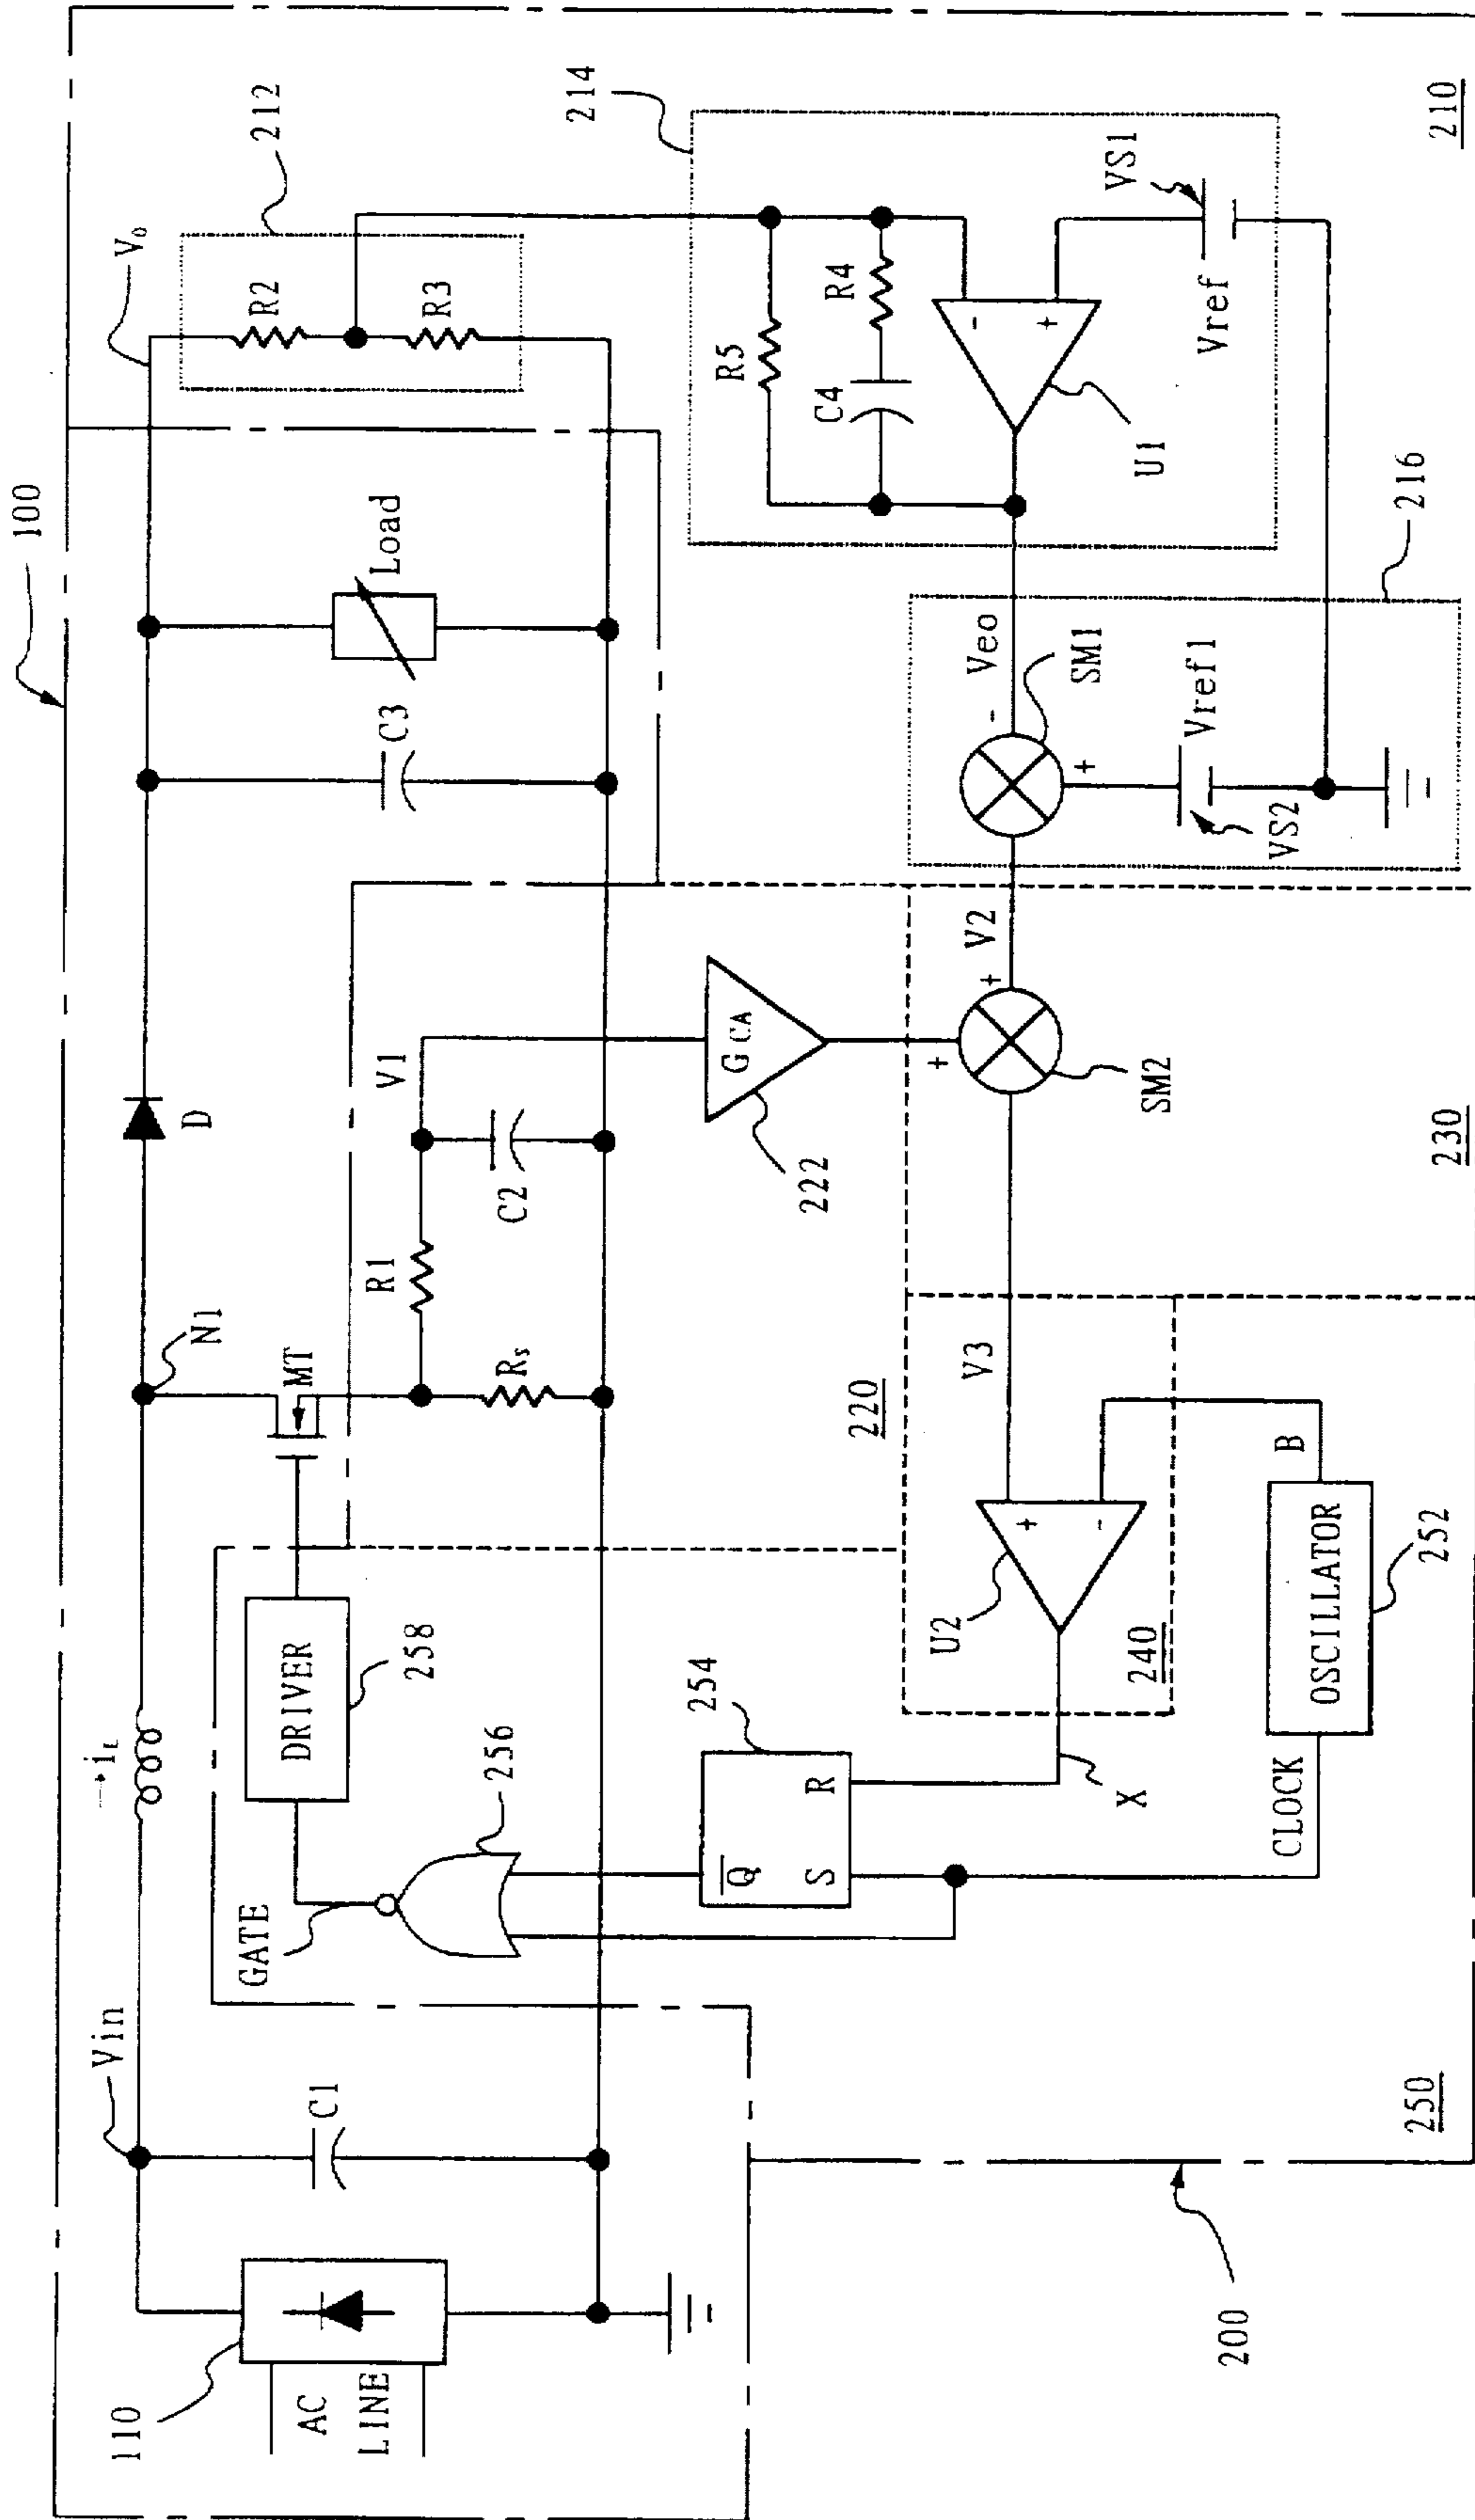 100
Vin
iL
N1
D
V0
212
R2
R3
C1
110
AC
LINE
GATE
DRIVER
258
MT
256
R1
Rs
V1
C2
C3
Load
214
R5
R4
C4
VS1
Vref
U1
210
GCA
222
220
254
Q
S
R
X
U2
240
+
-
V3
B
CLOCK
OSCILLATOR
252
SM2
+
+
V2
230
-
Veo
SM1
+
Vref1
VS2
216
-
+
250
200